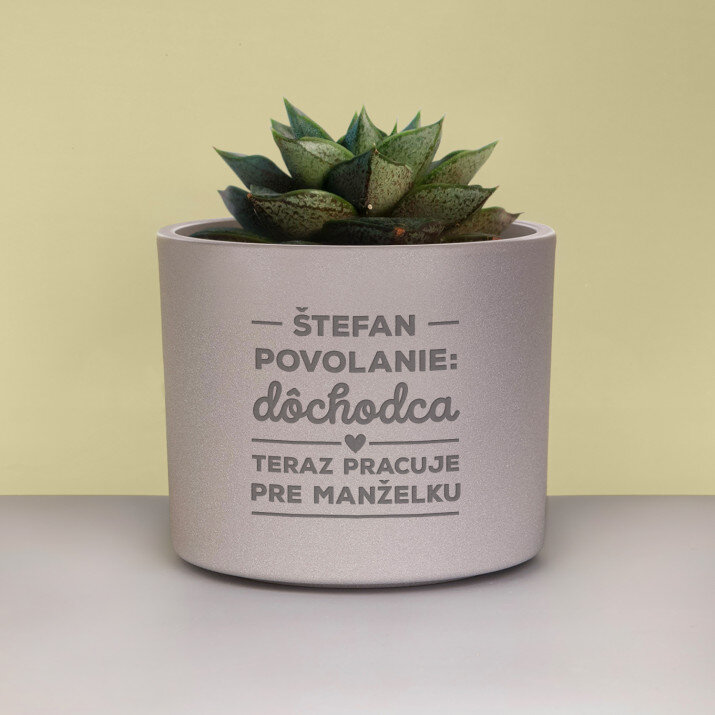 ŠTEFAN
POVOLANIE:
dôchodca
TERAZ PRACUJE
PRE MANŽELKU